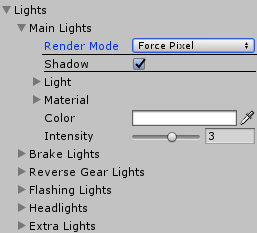 Lights
Main Lights
Render Mode Force Pixel
Shadow
Light
Material
Color
Intensity 3
Brake Lights
Reverse Gear Lights
Flashing Lights
Headlights
Extra Lights